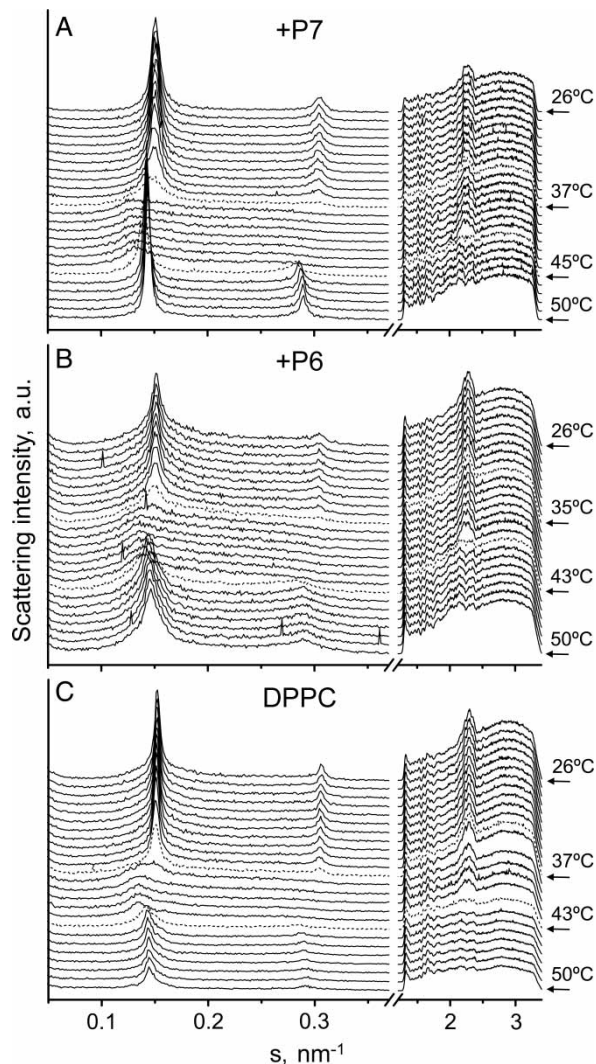 A
+P7
26ºC
37ºC
45ºC
50ºC
B
+P6
26ºC
35ºC
43ºC
50ºC
C
DPPC
26ºC
37ºC
43ºC
50ºC
Scattering intensity, a.u.
0.1 0.2 0.3 2 3
s, nm⁻¹